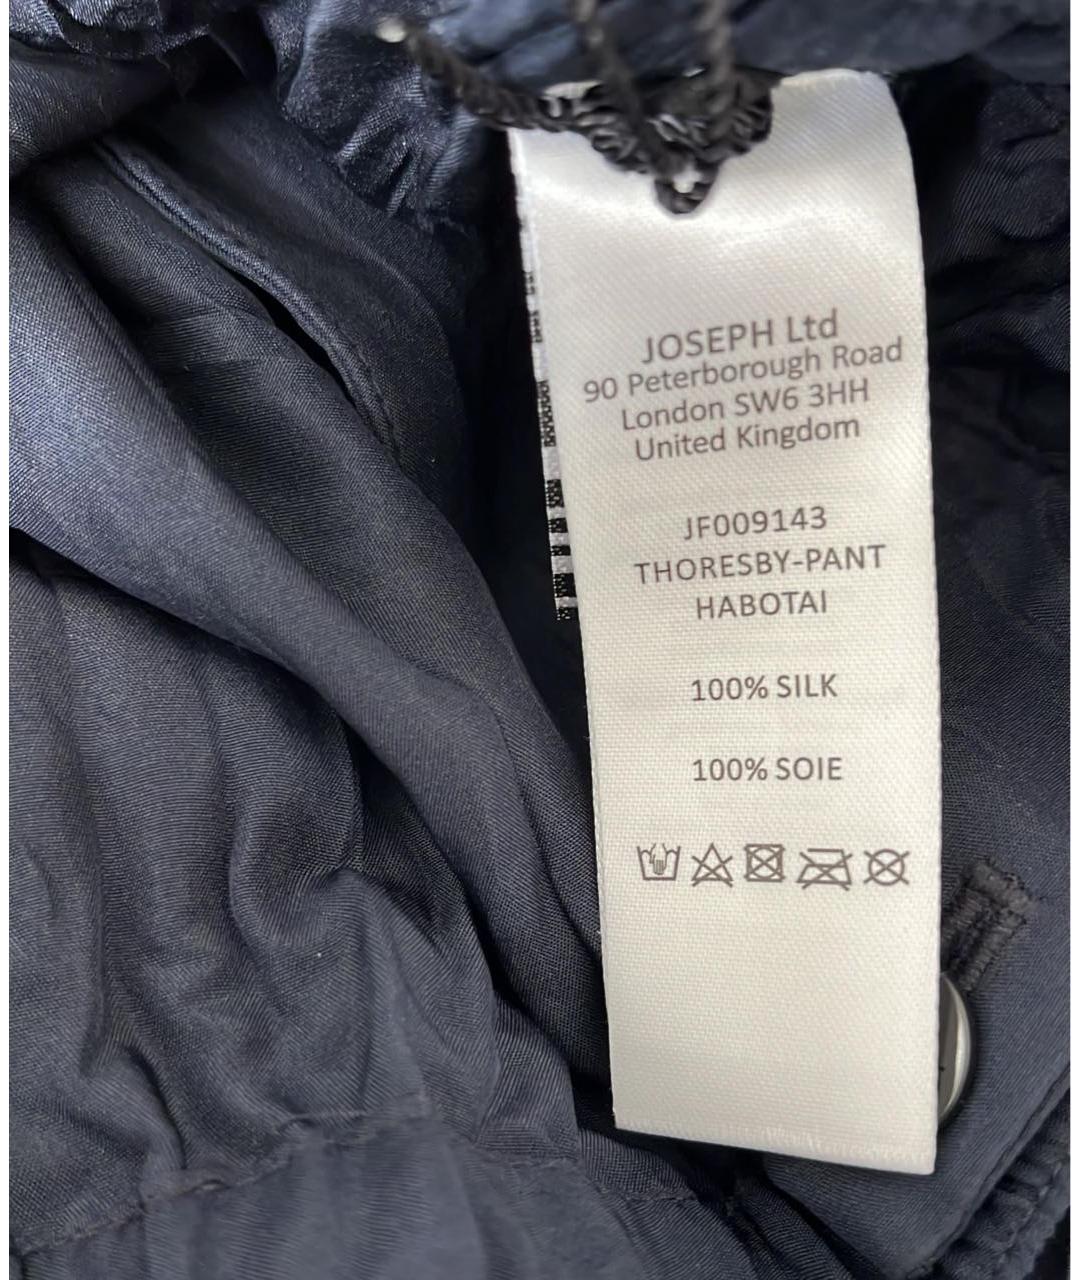 JOSEPH Ltd
90 Peterborough Road
London SW6 3HH
United Kingdom
JF009143
THORESBY-PANT
HABOTAI
100% SILK
100% SOIE